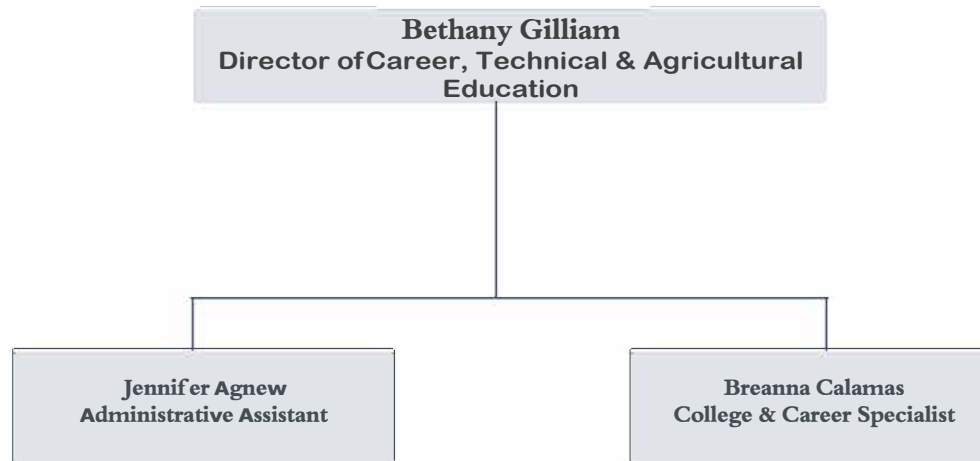 Bethany Gilliam
Director of Career, Technical & Agricultural
Education
Jennifer Agnew
Administrative Assistant
Breanna Calamas
College & Career Specialist